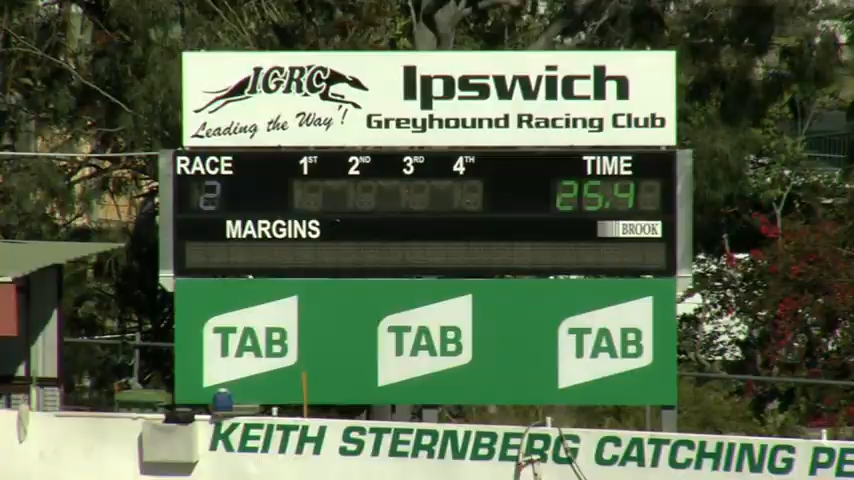 IGRC
Leading the Way!
Ipswich
Greyhound Racing Club
RACE 1ST 2ND 3RD 4TH TIME
2 25.4
MARGINS BROOK
TAB TAB TAB
KEITH STERNBERG CATCHING PE